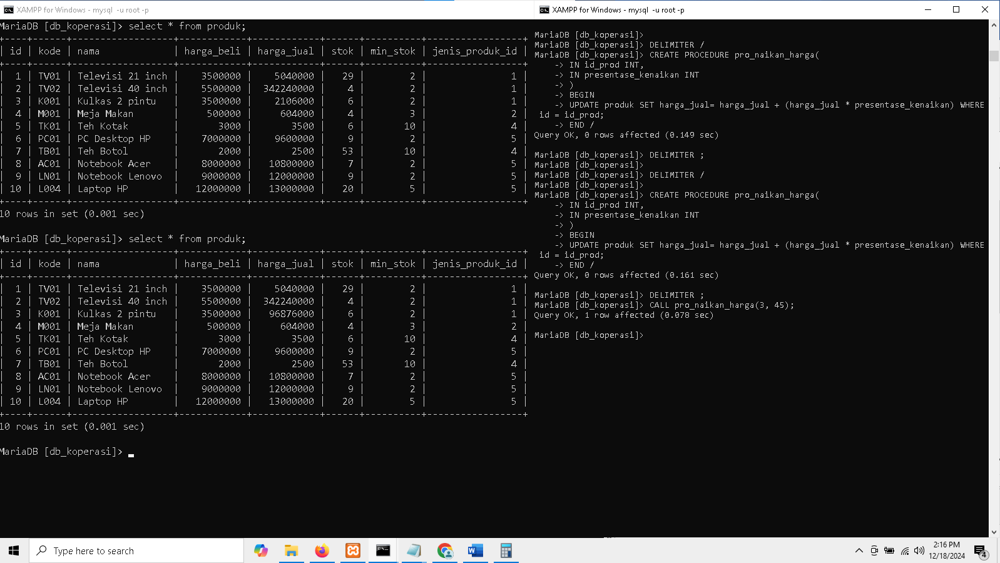 XAMPP for Windows - mysql  -u root -p
MariaDB [db_koperasi]> select * from produk;
+----+------+------------------+------------+------------+------+----------+-----------------+
| id | kode | nama             | harga_beli | harga_jual | stok | min_stok | jenis_produk_id |
+----+------+------------------+------------+------------+------+----------+-----------------+
|  1 | TV01 | Televisi 21 inch |    3500000 |    5040000 |   29 |        2 |               1 |
|  2 | TV02 | Televisi 40 inch |    5500000 |  342240000 |    4 |        2 |               1 |
|  3 | K001 | Kulkas 2 pintu   |    3500000 |    2106000 |    6 |        2 |               1 |
|  4 | M001 | Meja Makan       |     500000 |     604000 |    4 |        3 |               2 |
|  5 | TK01 | Teh Kotak        |       3000 |       3500 |    6 |       10 |               4 |
|  6 | PC01 | PC Desktop HP    |    7000000 |    9600000 |    9 |        2 |               5 |
|  7 | TB01 | Teh Botol        |       2000 |       2500 |   53 |       10 |               4 |
|  8 | AC01 | Notebook Acer    |    8000000 |   10800000 |    7 |        2 |               5 |
|  9 | LN01 | Notebook Lenovo  |    9000000 |   12000000 |    9 |        2 |               5 |
| 10 | L004 | Laptop HP        |   12000000 |   13000000 |   20 |        5 |               5 |
+----+------+------------------+------------+------------+------+----------+-----------------+
10 rows in set (0.001 sec)
MariaDB [db_koperasi]> select * from produk;
+----+------+------------------+------------+------------+------+----------+-----------------+
| id | kode | nama             | harga_beli | harga_jual | stok | min_stok | jenis_produk_id |
+----+------+------------------+------------+------------+------+----------+-----------------+
|  1 | TV01 | Televisi 21 inch |    3500000 |    5040000 |   29 |        2 |               1 |
|  2 | TV02 | Televisi 40 inch |    5500000 |  342240000 |    4 |        2 |               1 |
|  3 | K001 | Kulkas 2 pintu   |    3500000 |   96876000 |    6 |        2 |               1 |
|  4 | M001 | Meja Makan       |     500000 |     604000 |    4 |        3 |               2 |
|  5 | TK01 | Teh Kotak        |       3000 |       3500 |    6 |       10 |               4 |
|  6 | PC01 | PC Desktop HP    |    7000000 |    9600000 |    9 |        2 |               5 |
|  7 | TB01 | Teh Botol        |       2000 |       2500 |   53 |       10 |               4 |
|  8 | AC01 | Notebook Acer    |    8000000 |   10800000 |    7 |        2 |               5 |
|  9 | LN01 | Notebook Lenovo  |    9000000 |   12000000 |    9 |        2 |               5 |
| 10 | L004 | Laptop HP        |   12000000 |   13000000 |   20 |        5 |               5 |
+----+------+------------------+------------+------------+------+----------+-----------------+
10 rows in set (0.001 sec)
MariaDB [db_koperasi]>
XAMPP for Windows - mysql  -u root -p
MariaDB [db_koperasi]>
MariaDB [db_koperasi]> DELIMITER /
MariaDB [db_koperasi]> CREATE PROCEDURE pro_naikan_harga(
    -> IN id_prod INT,
    -> IN presentase_kenaikan INT
    -> )
    -> BEGIN
    -> UPDATE produk SET harga_jual= harga_jual + (harga_jual * presentase_kenaikan) WHERE
 id = id_prod;
    -> END /
Query OK, 0 rows affected (0.149 sec)
MariaDB [db_koperasi]> DELIMITER ;
MariaDB [db_koperasi]>
MariaDB [db_koperasi]> DELIMITER /
MariaDB [db_koperasi]>
MariaDB [db_koperasi]> CREATE PROCEDURE pro_naikan_harga(
    -> IN id_prod INT,
    -> IN presentase_kenaikan INT
    -> )
    -> BEGIN
    -> UPDATE produk SET harga_jual= harga_jual + (harga_jual * presentase_kenaikan) WHERE
 id = id_prod;
    -> END /
Query OK, 0 rows affected (0.161 sec)
MariaDB [db_koperasi]> DELIMITER ;
MariaDB [db_koperasi]> CALL pro_naikan_harga(3, 45);
Query OK, 1 row affected (0.078 sec)
MariaDB [db_koperasi]>
Type here to search
2:16 PM
12/18/2024
4